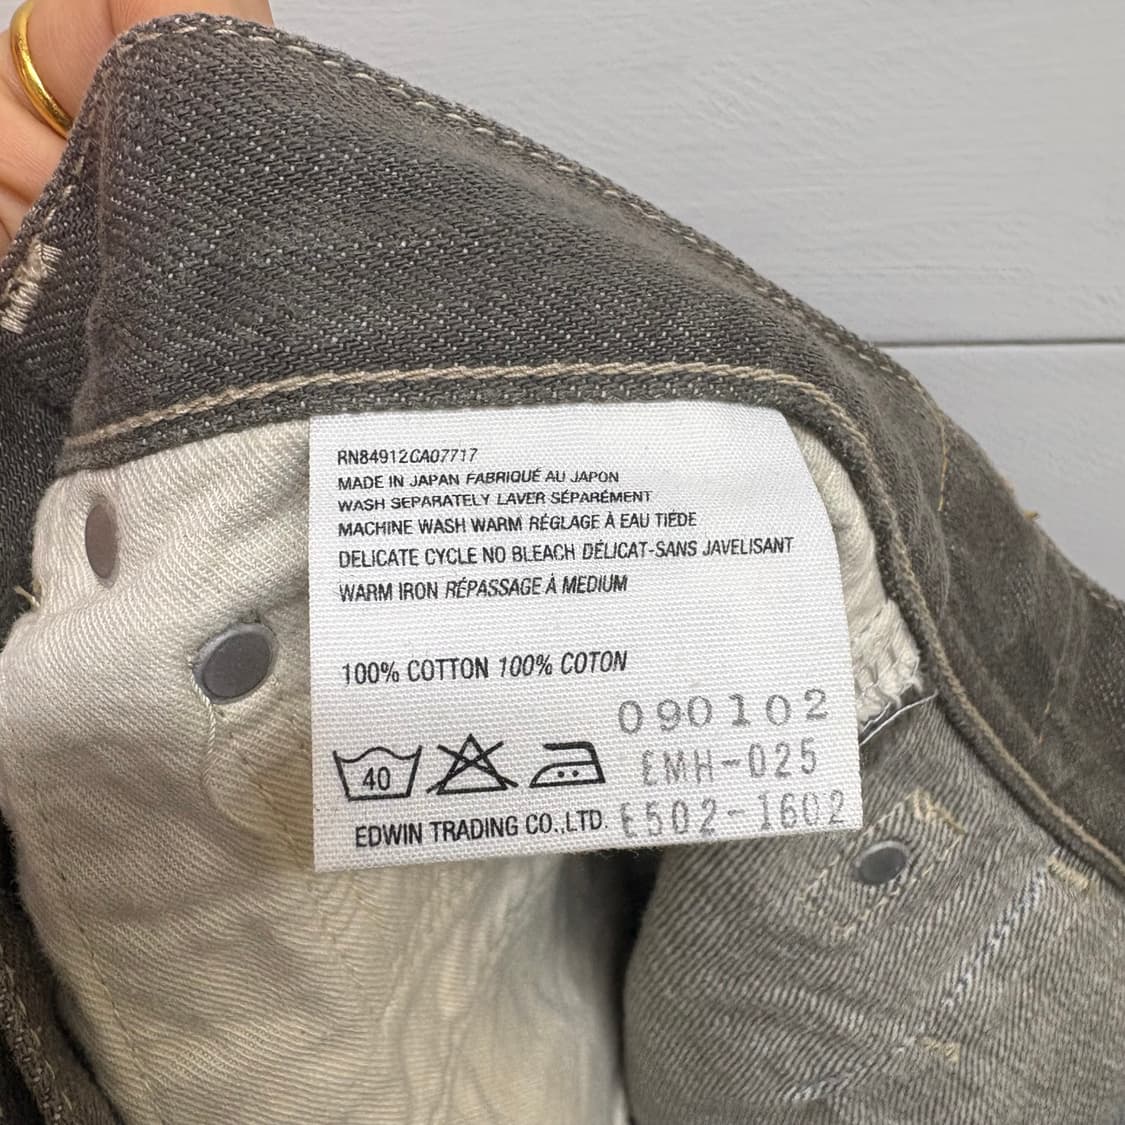 RN84912CA07717
MADE IN JAPAN FABRIQUÉ AU JAPON
WASH SEPARATELY LAVER SÉPARÉMENT
MACHINE WASH WARM RÉGLAGE À EAU TIÉDE
DELICATE CYCLE NO BLEACH DÉLICAT-SANS JAVELISANT
WARM IRON RÉPASSAGE À MEDIUM
100% COTTON 100% COTON
090102
40
EMH-025
EDWIN TRADING CO.,LTD. E502-1602